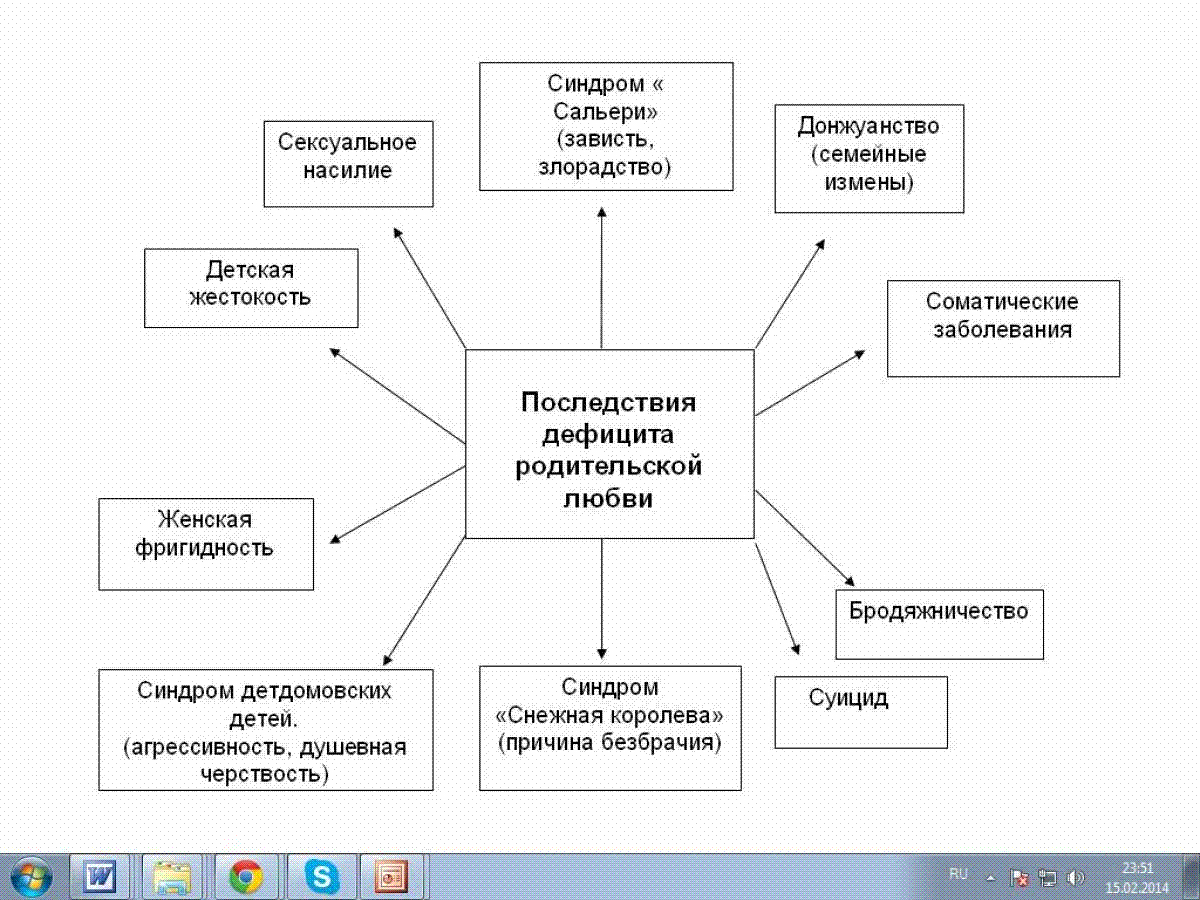 Синдром «
Сальери»
(зависть,
злорадство)
Донжуанство
(семейные
измены)
Сексуальное
насилие
Детская
жестокость
Соматические
заболевания
Последствия
дефицита
родительской
любви
Женская
фригидность
Бродяжничество
Синдром детдомовских
детей.
(агрессивность, душевная
черствость)
Синдром
«Снежная королева»
(причина безбрачия)
Суицид
RU
23:51
15.02.2014